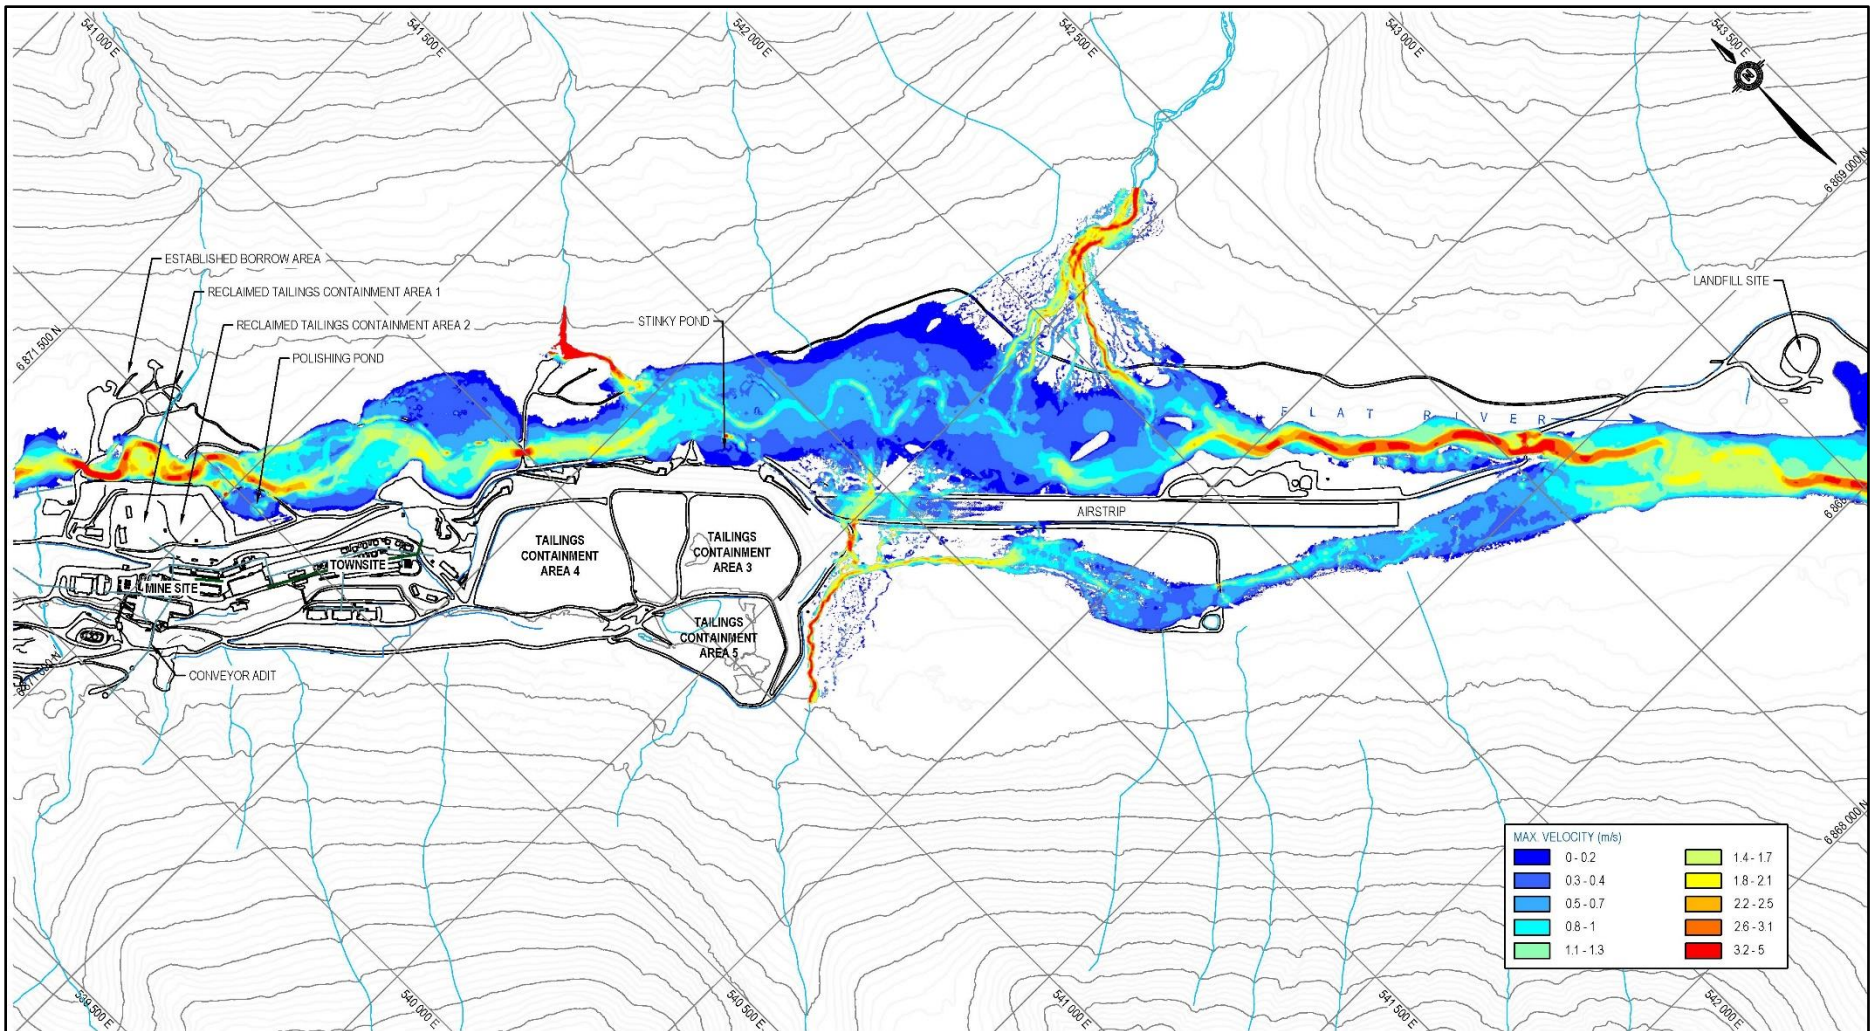 541 000 E
541 500 E
542 000 E
542 500 E
543 000 E
543 500 E
N
6 869 000 N
ESTABLISHED BORROW AREA
RECLAIMED TAILINGS CONTAINMENT AREA 1
RECLAIMED TAILINGS CONTAINMENT AREA 2
POLISHING POND
STINKY POND
LANDFILL SITE
6 871 500 N
FLAT RIVER
AIRSTRIP
TAILINGS
CONTAINMENT
AREA 4
TAILINGS
CONTAINMENT
AREA 3
TOWNSITE
MINE SITE
TAILINGS
CONTAINMENT
AREA 5
CONVEYOR ADIT
6 868 000 N
MAX. VELOCITY (m/s)
0 - 0.2
0.3 - 0.4
0.5 - 0.7
0.8 - 1
1.1 - 1.3
1.4 - 1.7
1.8 - 2.1
2.2 - 2.5
2.6 - 3.1
3.2 - 5
539 500 E
540 000 E
540 500 E
541 000 E
541 500 E
542 000 E